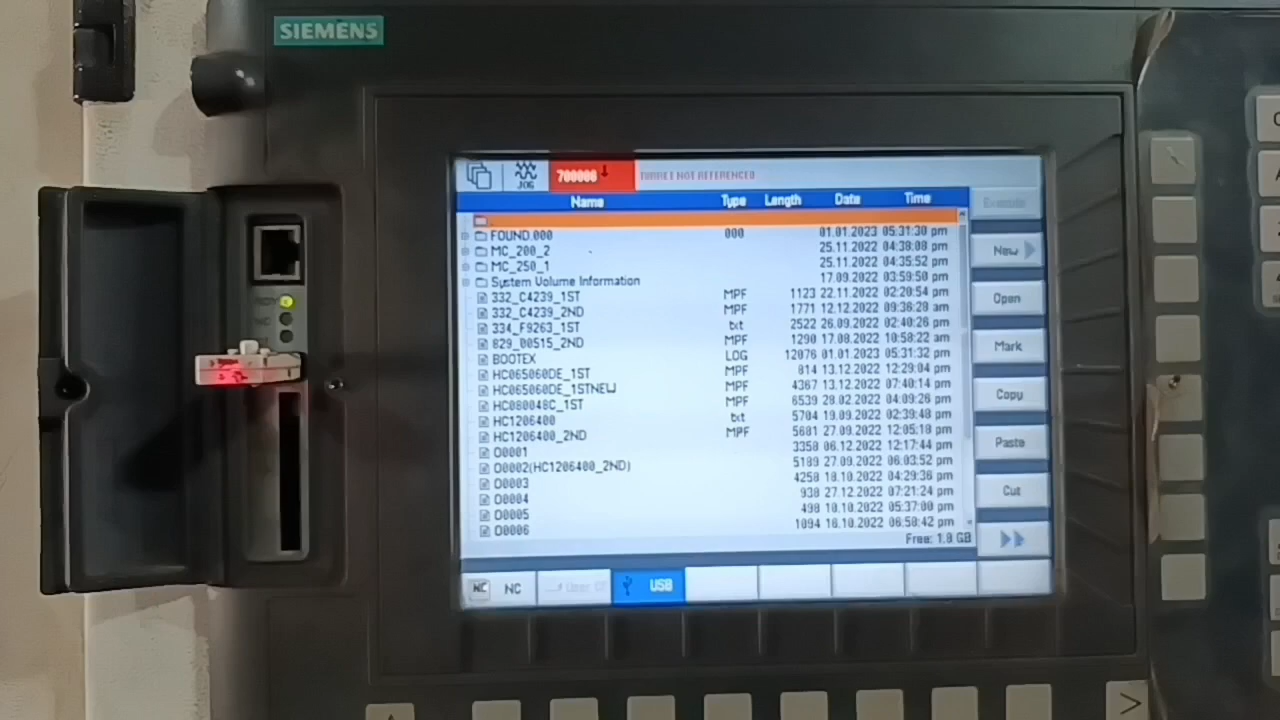 SIEMENS
JOG
700000 TURRET NOT REFERENCED
Name Type Length Date Time
FOUND.000 000 01.01.2023 05:31:30 pm
MC_200_2 25.11.2022 04:38:08 pm
MC_250_1 25.11.2022 04:35:52 pm
System Volume Information 17.09.2022 03:59:50 pm
332_C4239_1ST MPF 1123 22.11.2022 02:20:54 pm
332_C4239_2ND MPF 1771 12.12.2022 09:36:28 am
334_F9263_1ST txt 2522 26.09.2022 02:40:26 pm
829_00515_2ND MPF 1290 17.08.2022 10:58:22 am
BOOTEX LOG 12076 01.01.2023 05:31:32 pm
HC065060DE_1ST MPF 814 13.12.2022 12:29:04 pm
HC065060DE_1STNEW MPF 4367 13.12.2022 07:40:14 pm
HC080048C_1ST MPF 6539 28.02.2022 04:09:26 pm
HC1206400 txt 5704 19.09.2022 02:39:48 pm
HC1206400_2ND MPF 5681 27.09.2022 12:05:18 pm
O0001 3358 06.12.2022 12:17:44 pm
O0002(HC1206400_2ND) 5189 27.09.2022 06:03:52 pm
O0003 4258 18.10.2022 04:29:36 pm
O0004 938 27.12.2022 07:21:24 pm
O0005 498 10.10.2022 05:37:00 pm
O0006 1094 16.10.2022 06:50:42 pm
Free: 1.8 GB
Execute
New
Open
Mark
Copy
Paste
Cut
NC NC
USB
RDY
NC